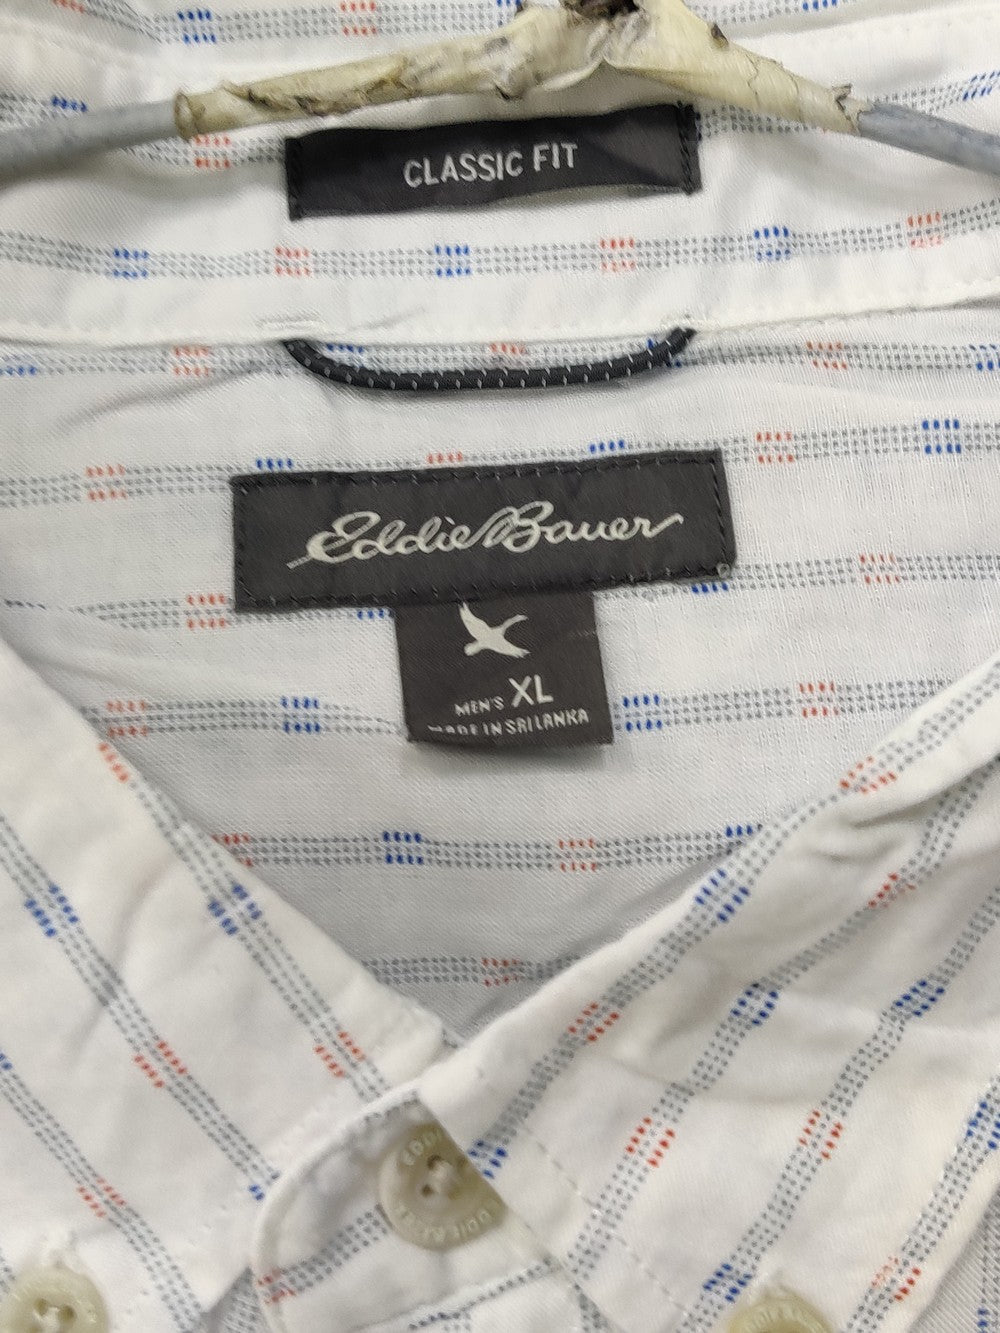 CLASSIC FIT
Eddie Bauer
MEN'S XL
MADE IN SRI LANKA